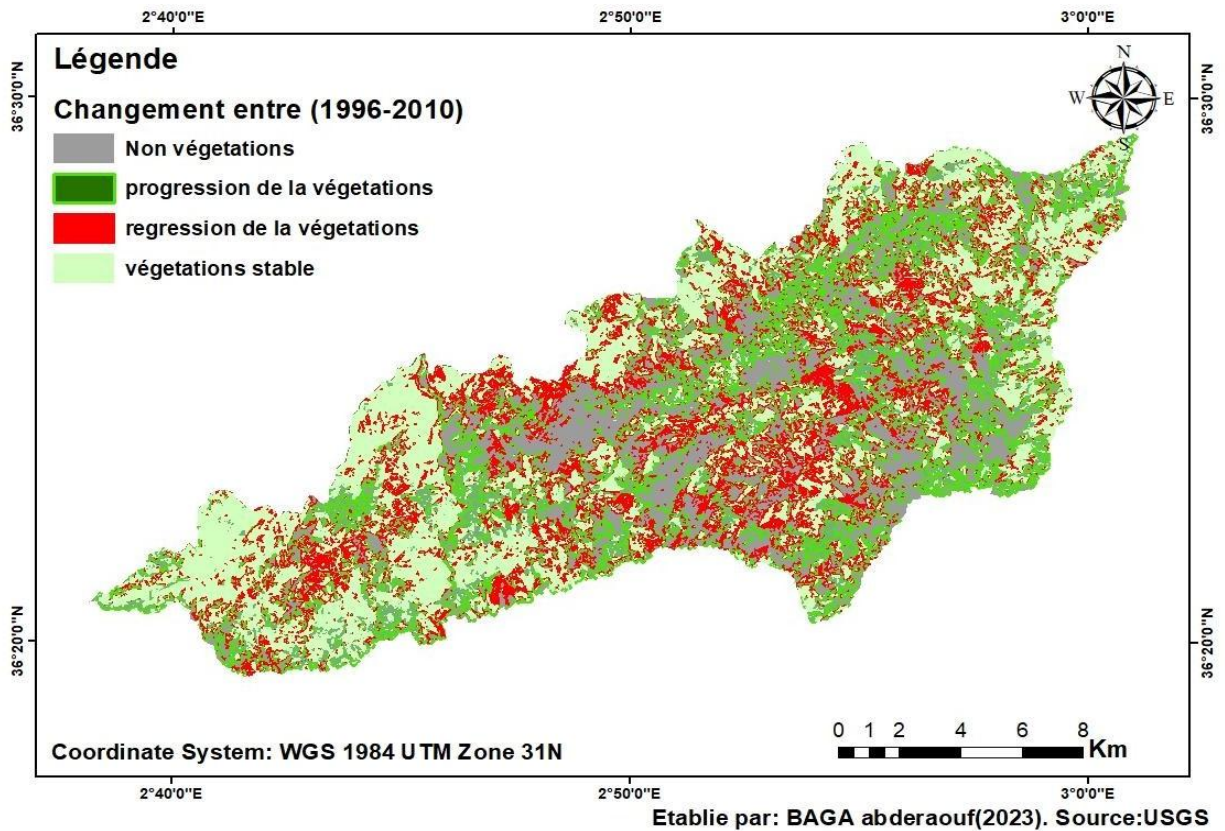 2°40'0"E
2°50'0"E
3°0'0"E
Légende
Changement entre (1996-2010)
Non végetations
progression de la végetations
regression de la végetations
végetations stable
N
W
E
S
36°30'0"N
36°30'0"N
36°20'0"N
36°20'0"N
0 1 2 4 6 8
Km
Coordinate System: WGS 1984 UTM Zone 31N
2°40'0"E
2°50'0"E
3°0'0"E
Etablie par: BAGA abderaouf(2023). Source:USGS